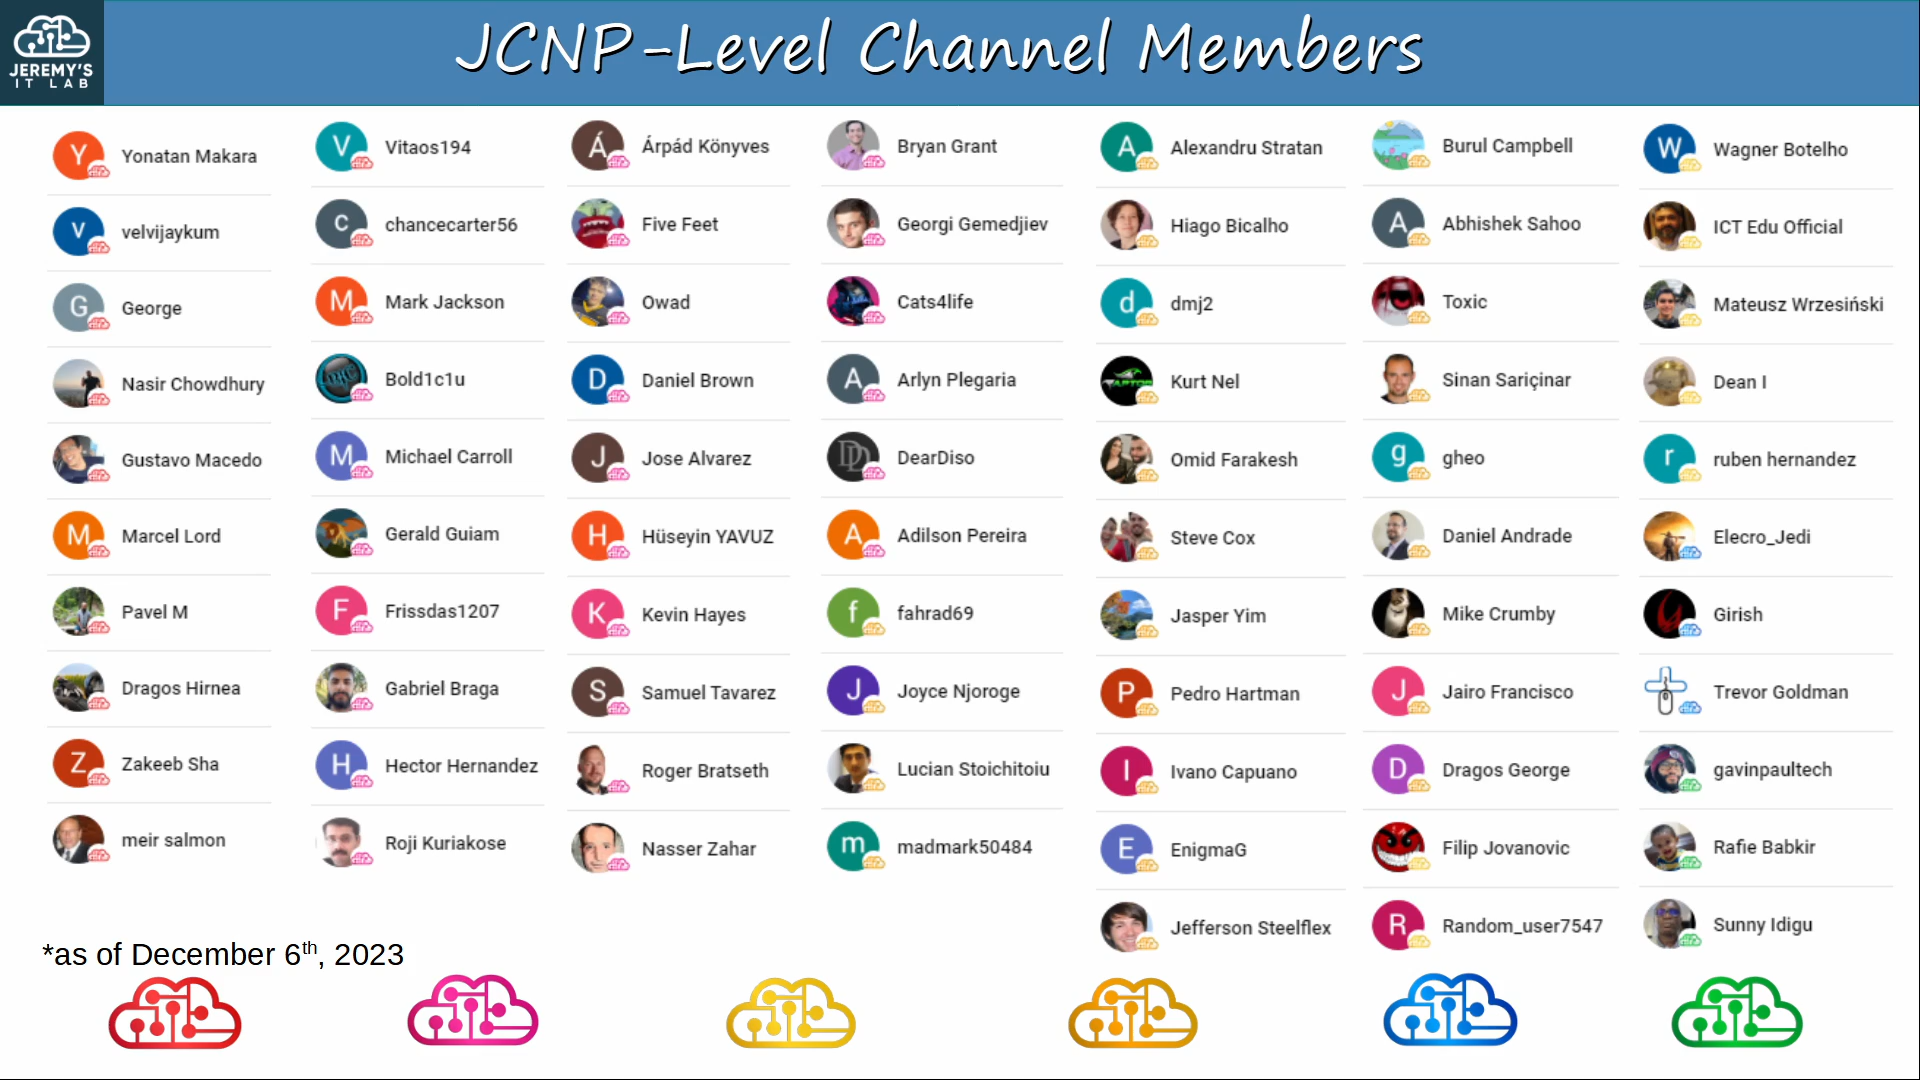 JEREMY'S
IT LAB
JCNP-Level Channel Members
Y Yonatan Makara
v velvijaykum
G George
Nasir Chowdhury
Gustavo Macedo
M Marcel Lord
Pavel M
Dragos Hirnea
Z Zakeeb Sha
meir salmon
V Vitaos194
c chancecarter56
M Mark Jackson
Bold1c1u
M Michael Carroll
Gerald Guiam
F Frissdas1207
Gabriel Braga
H Hector Hernandez
Roji Kuriakose
Á Árpád Könyves
Five Feet
Owad
D Daniel Brown
J Jose Alvarez
H Hüseyin YAVUZ
K Kevin Hayes
S Samuel Tavarez
Roger Bratseth
Nasser Zahar
Bryan Grant
Georgi Gemedjiev
Cats4life
A Arlyn Plegaria
DD DearDiso
A Adilson Pereira
f fahrad69
J Joyce Njoroge
Lucian Stoichitoiu
m madmark50484
A Alexandru Stratan
Hiago Bicalho
d dmj2
Kurt Nel
Omid Farakesh
Steve Cox
Jasper Yim
P Pedro Hartman
I Ivano Capuano
E EnigmaG
Jefferson Steelflex
Burul Campbell
A Abhishek Sahoo
Toxic
Sinan Sariçinar
g gheo
Daniel Andrade
Mike Crumby
J Jairo Francisco
D Dragos George
Filip Jovanovic
R Random_user7547
W Wagner Botelho
ICT Edu Official
Mateusz Wrzesiński
Dean I
r ruben hernandez
Elecro_Jedi
Girish
Trevor Goldman
gavinpaultech
Rafie Babkir
Sunny Idigu
*as of December 6th, 2023